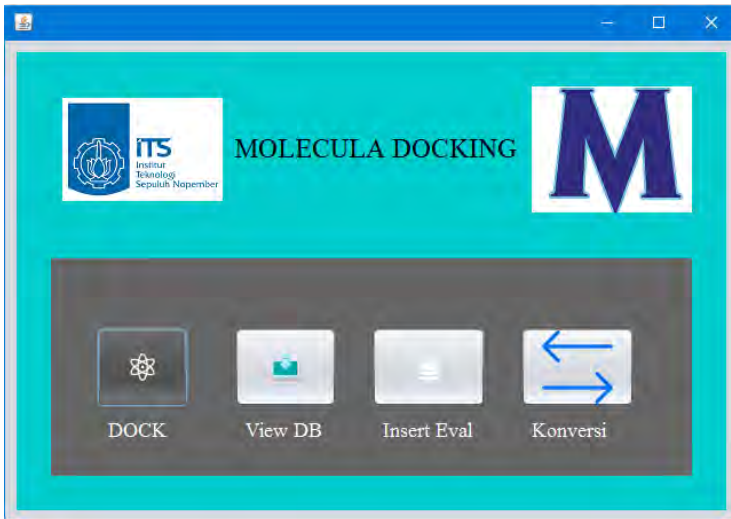 iTS
Institut
Teknologi
Sepuluh Nopember
MOLECULA DOCKING
M
DOCK
View DB
Insert Eval
Konversi